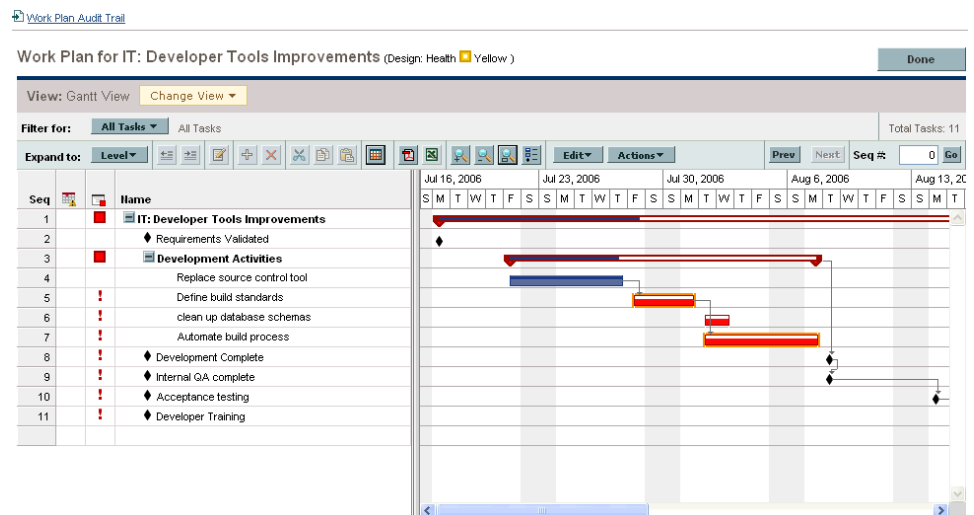 Work Plan Audit Trail
Work Plan for IT: Developer Tools Improvements (Design: Health Yellow )
Done
View: Gantt View Change View
Filter for: All Tasks All Tasks Total Tasks: 11
Expand to: Level Edit Actions Prev Next Seq #: 0 Go
Jul 16, 2006 Jul 23, 2006 Jul 30, 2006 Aug 6, 2006 Aug 13, 20
Seq Name S M T W T F S S M T W T F S S M T W T F S S M T W T F S S M T
1 IT: Developer Tools Improvements
2 Requirements Validated
3 Development Activities
4 Replace source control tool
5 ! Define build standards
6 ! clean up database schemas
7 ! Automate build process
8 ! Development Complete
9 ! Internal QA complete
10 ! Acceptance testing
11 ! Developer Training